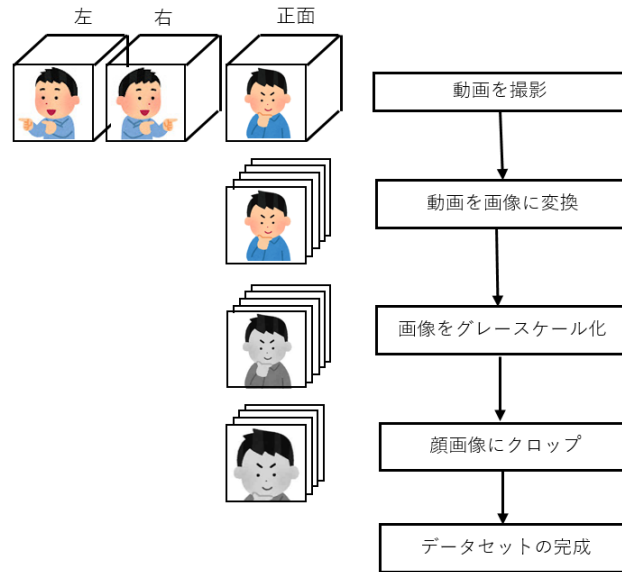 左 右 正面
動画を撮影
動画を画像に変換
画像をグレースケール化
顔画像にクロップ
データセットの完成